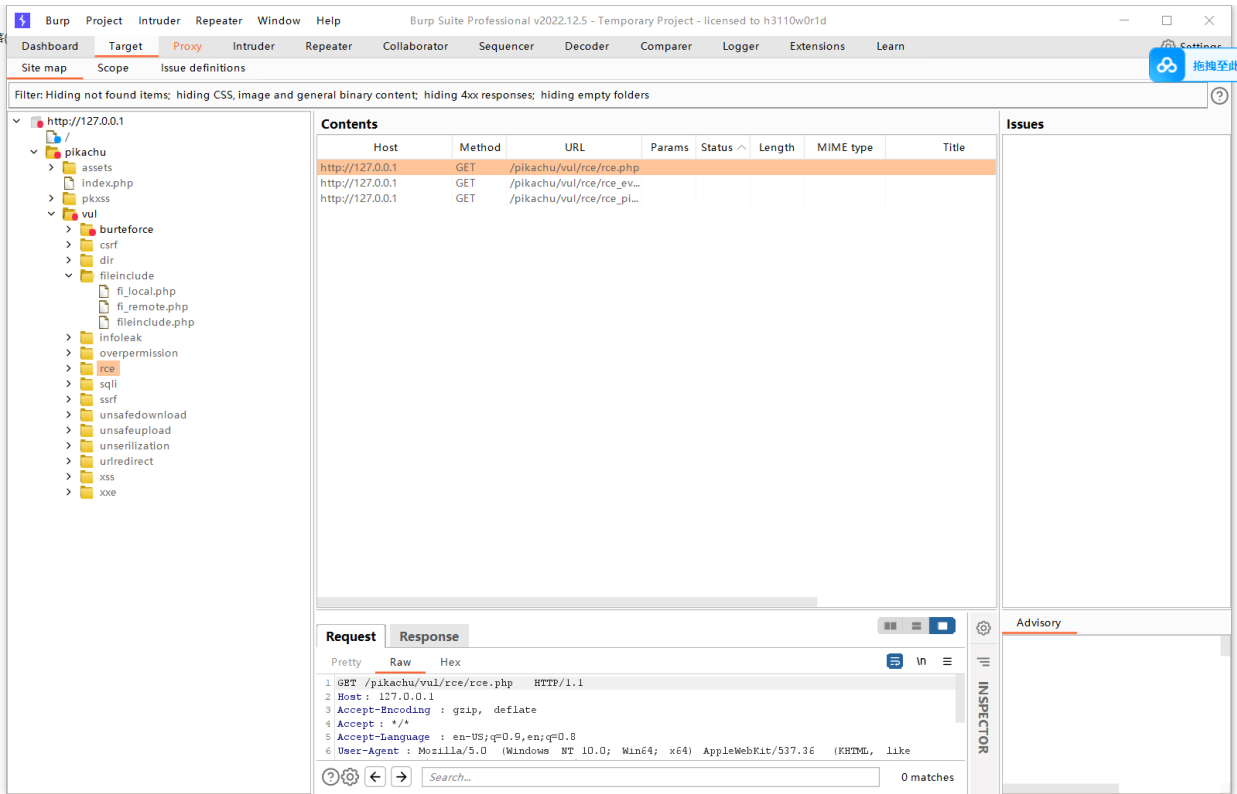 Burp Project Intruder Repeater Window Help Burp Suite Professional v2022.12.5 - Temporary Project - licensed to h3110w0r1d
Dashboard Target Proxy Intruder Repeater Collaborator Sequencer Decoder Comparer Logger Extensions Learn Settings
Site map Scope Issue definitions
拖拽至此
Filter: Hiding not found items; hiding CSS, image and general binary content; hiding 4xx responses; hiding empty folders
http://127.0.0.1
/
pikachu
assets
index.php
pkxss
vul
burteforce
csrf
dir
fileinclude
fi_local.php
fi_remote.php
fileinclude.php
infoleak
overpermission
rce
sqli
ssrf
unsafedownload
unsafeupload
unserilization
urlredirect
xss
xxe
Contents
Host Method URL Params Status Length MIME type Title
http://127.0.0.1 GET /pikachu/vul/rce/rce.php
http://127.0.0.1 GET /pikachu/vul/rce/rce_ev...
http://127.0.0.1 GET /pikachu/vul/rce/rce_pi...
Request Response
Pretty Raw Hex \n
1 GET /pikachu/vul/rce/rce.php HTTP/1.1
2 Host: 127.0.0.1
3 Accept-Encoding : gzip, deflate
4 Accept : */*
5 Accept-Language : en-US;q=0.9,en;q=0.8
6 User-Agent : Mozilla/5.0 (Windows NT 10.0; Win64; x64) AppleWebKit/537.36 (KHTML, like
Search... 0 matches
INSPECTOR
Issues
Advisory